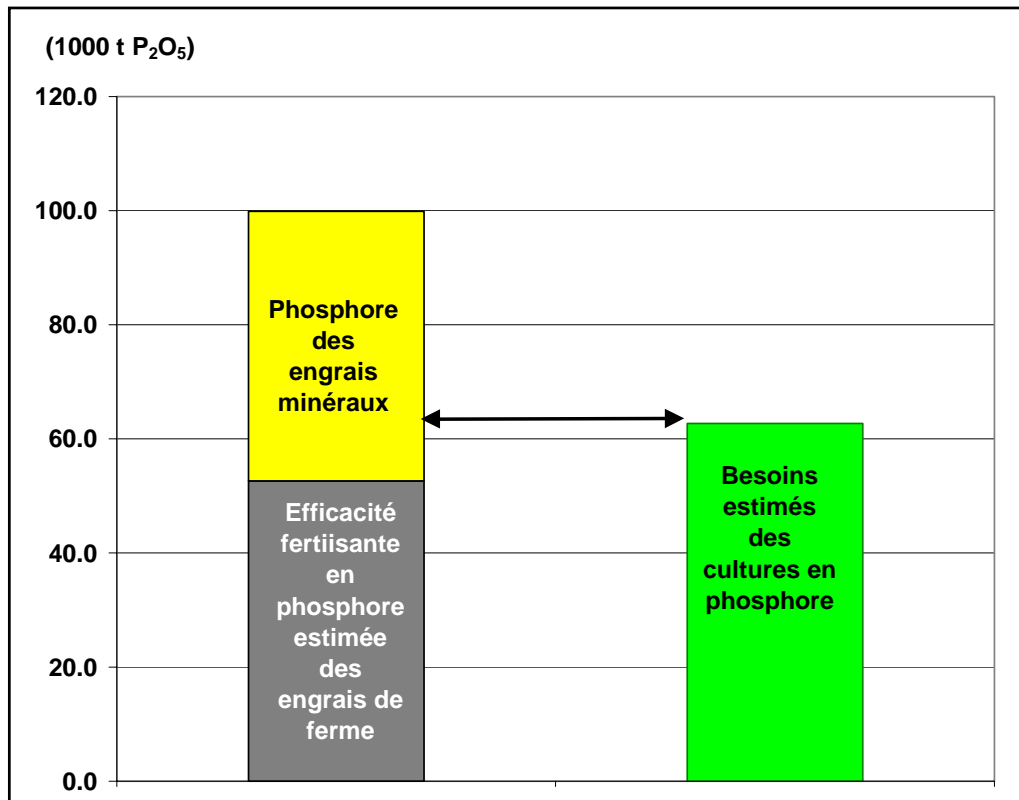 (1000 t P₂O₅)
120.0
100.0
80.0
60.0
40.0
20.0
0.0
Phosphore
des
engrais
minéraux
Efficacité
fertiisante
en
phosphore
estimée
des
engrais de
ferme
Besoins
estimés
des
cultures en
phosphore